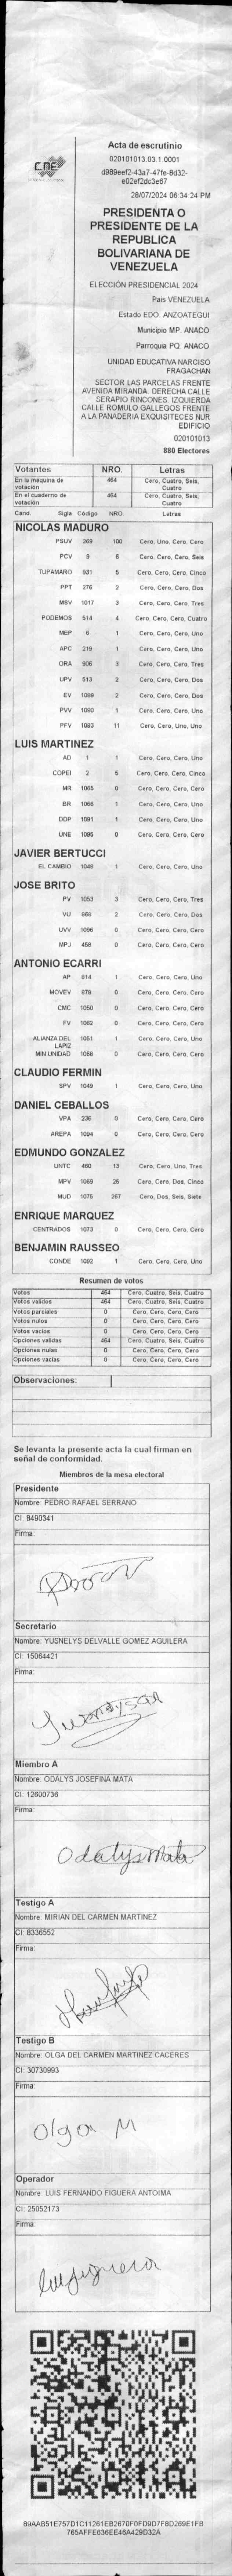 CNE
Acta de escrutinio
020101013.03.1.0001
d989eef2-43a7-47fe-8d32-
e02ef2dc3e67
28/07/2024 06:34:24 PM
PRESIDENTA O
PRESIDENTE DE LA
REPUBLICA
BOLIVARIANA DE
VENEZUELA
ELECCIÓN PRESIDENCIAL 2024
Pais VENEZUELA
Estado EDO. ANZOATEGUI
Municipio MP. ANACO
Parroquia PQ. ANACO
UNIDAD EDUCATIVA NARCISO
FRAGACHAN
SECTOR LAS PARCELAS FRENTE
AVENIDA MIRANDA. DERECHA CALLE
SERAPIO RINCONES. IZQUIERDA
CALLE ROMULO GALLEGOS FRENTE
A LA PANADERIA EXQUISITECES NUR
EDIFICIO
020101013
880 Electores
Votantes NRO. Letras
En la máquina de votación 464 Cero, Cuatro, Seis, Cuatro
En el cuaderno de votación 464 Cero, Cuatro, Seis, Cuatro
Cand. Sigla Código NRO. Letras
NICOLAS MADURO
PSUV 269 100 Cero, Uno, Cero, Cero
PCV 9 6 Cero, Cero, Cero, Seis
TUPAMARO 931 5 Cero, Cero, Cero, Cinco
PPT 276 2 Cero, Cero, Cero, Dos
MSV 1017 3 Cero, Cero, Cero, Tres
PODEMOS 514 4 Cero, Cero, Cero, Cuatro
MEP 6 1 Cero, Cero, Cero, Uno
APC 219 1 Cero, Cero, Cero, Uno
ORA 906 3 Cero, Cero, Cero, Tres
UPV 513 2 Cero, Cero, Cero, Dos
EV 1089 2 Cero, Cero, Cero, Dos
PVV 1090 1 Cero, Cero, Cero, Uno
PFV 1093 11 Cero, Cero, Uno, Uno
LUIS MARTINEZ
AD 1 1 Cero, Cero, Cero, Uno
COPEI 2 5 Cero, Cero, Cero, Cinco
MR 1065 0 Cero, Cero, Cero, Cero
BR 1066 1 Cero, Cero, Cero, Uno
DDP 1091 1 Cero, Cero, Cero, Uno
UNE 1095 0 Cero, Cero, Cero, Cero
JAVIER BERTUCCI
EL CAMBIO 1046 1 Cero, Cero, Cero, Uno
JOSE BRITO
PV 1053 3 Cero, Cero, Cero, Tres
VU 968 2 Cero, Cero, Cero, Dos
UVV 1096 0 Cero, Cero, Cero, Cero
MPJ 458 0 Cero, Cero, Cero, Cero
ANTONIO ECARRI
AP 814 1 Cero, Cero, Cero, Uno
MOVEV 878 0 Cero, Cero, Cero, Cero
CMC 1050 0 Cero, Cero, Cero, Cero
FV 1062 0 Cero, Cero, Cero, Cero
ALIANZA DEL LAPIZ 1051 1 Cero, Cero, Cero, Uno
MIN UNIDAD 1068 0 Cero, Cero, Cero, Cero
CLAUDIO FERMIN
SPV 1049 1 Cero, Cero, Cero, Uno
DANIEL CEBALLOS
VPA 236 0 Cero, Cero, Cero, Cero
AREPA 1094 0 Cero, Cero, Cero, Cero
EDMUNDO GONZALEZ
UNTC 460 13 Cero, Cero, Uno, Tres
MPV 1069 25 Cero, Cero, Dos, Cinco
MUD 1075 267 Cero, Dos, Seis, Siete
ENRIQUE MARQUEZ
CENTRADOS 1073 0 Cero, Cero, Cero, Cero
BENJAMIN RAUSSEO
CONDE 1092 1 Cero, Cero, Cero, Uno
Resumen de votos
Votos 464 Cero, Cuatro, Seis, Cuatro
Votos validos 464 Cero, Cuatro, Seis, Cuatro
Votos parciales 0 Cero, Cero, Cero, Cero
Votos nulos 0 Cero, Cero, Cero, Cero
Votos vacíos 0 Cero, Cero, Cero, Cero
Opciones validas 464 Cero, Cuatro, Seis, Cuatro
Opciones nulas 0 Cero, Cero, Cero, Cero
Opciones vacías 0 Cero, Cero, Cero, Cero
Observaciones:
Se levanta la presente acta la cual firman en
señal de conformidad.
Miembros de la mesa electoral
Presidente
Nombre: PEDRO RAFAEL SERRANO
CI: 8490341
Firma:
Secretario
Nombre: YUSNELYS DELVALLE GOMEZ AGUILERA
CI: 15064421
Firma:
Miembro A
Nombre: ODALYS JOSEFINA MATA
CI: 12600736
Firma:
Odalys Mata
Testigo A
Nombre: MIRIAN DEL CARMEN MARTINEZ
CI: 8336552
Firma:
Testigo B
Nombre: OLGA DEL CARMEN MARTINEZ CACERES
CI: 30730993
Firma:
Olga M
Operador
Nombre: LUIS FERNANDO FIGUERA ANTOIMA
CI: 25052173
Firma:
luisfiguera